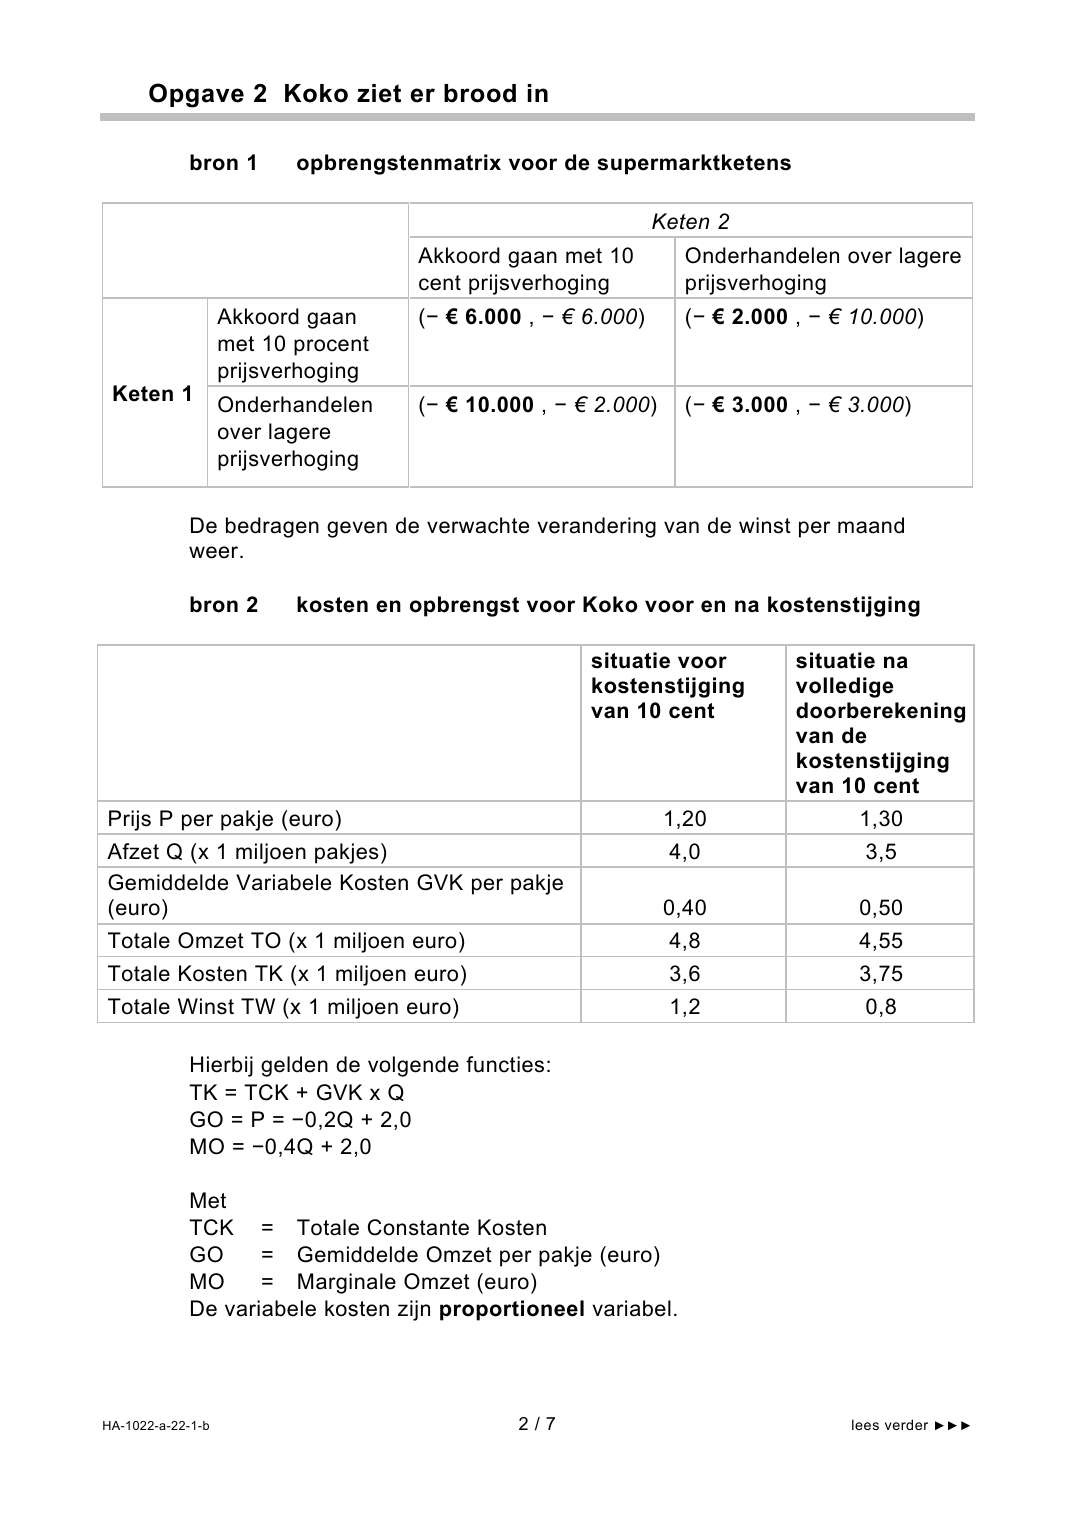 Opgave 2  Koko ziet er brood in
bron 1 opbrengstenmatrix voor de supermarktketens
Keten 2
Akkoord gaan met 10 cent prijsverhoging
Onderhandelen over lagere prijsverhoging
Keten 1
Akkoord gaan met 10 procent prijsverhoging
(− € 6.000 , − € 6.000)
(− € 2.000 , − € 10.000)
Onderhandelen over lagere prijsverhoging
(− € 10.000 , − € 2.000)
(− € 3.000 , − € 3.000)
De bedragen geven de verwachte verandering van de winst per maand
weer.
bron 2 kosten en opbrengst voor Koko voor en na kostenstijging
situatie voor kostenstijging van 10 cent
situatie na volledige doorberekening van de kostenstijging van 10 cent
Prijs P per pakje (euro) 1,20 1,30
Afzet Q (x 1 miljoen pakjes) 4,0 3,5
Gemiddelde Variabele Kosten GVK per pakje
(euro) 0,40 0,50
Totale Omzet TO (x 1 miljoen euro) 4,8 4,55
Totale Kosten TK (x 1 miljoen euro) 3,6 3,75
Totale Winst TW (x 1 miljoen euro) 1,2 0,8
Hierbij gelden de volgende functies:
TK = TCK + GVK x Q
GO = P = −0,2Q + 2,0
MO = −0,4Q + 2,0
Met
TCK = Totale Constante Kosten
GO = Gemiddelde Omzet per pakje (euro)
MO = Marginale Omzet (euro)
De variabele kosten zijn proportioneel variabel.
HA-1022-a-22-1-b 2 / 7 lees verder ►►►